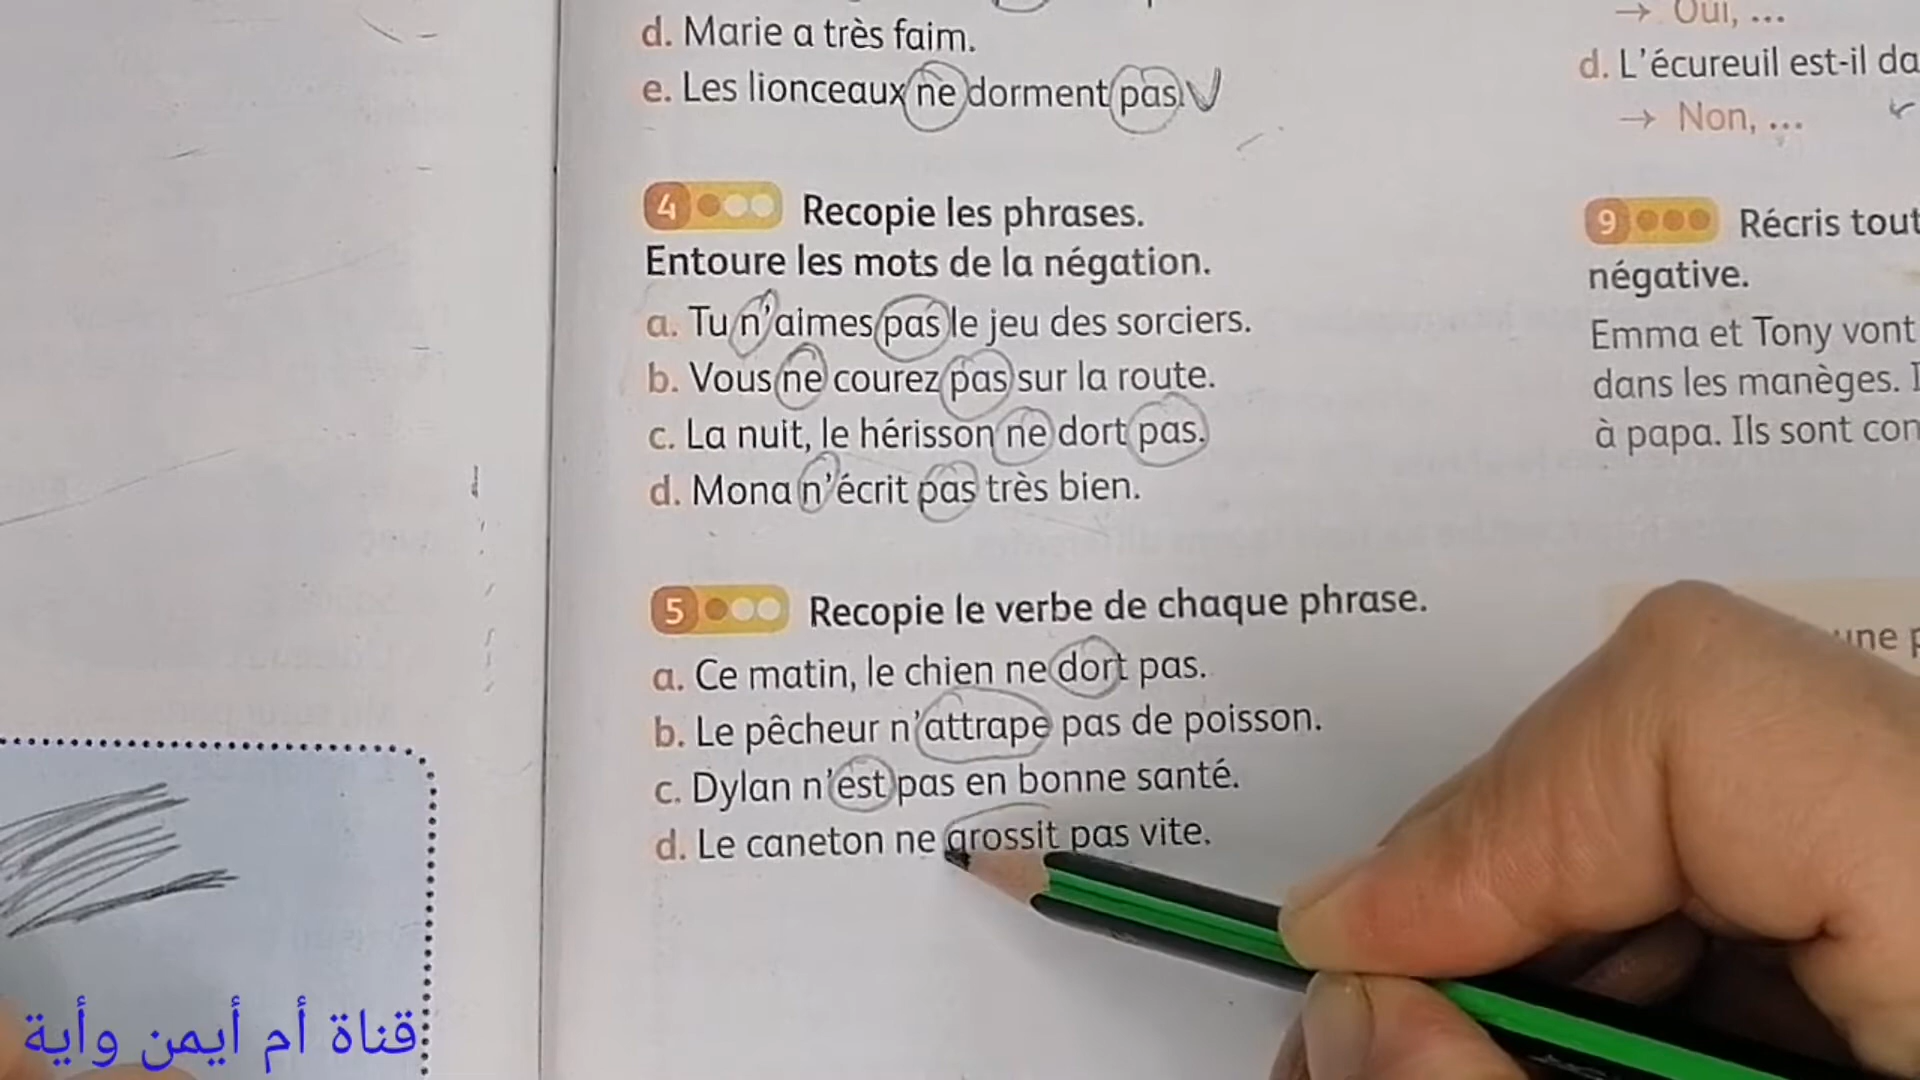 d. Marie a très faim.
e. Les lionceaux ne dorment pas.
4 Recopie les phrases.
Entoure les mots de la négation.
a. Tu n'aimes pas le jeu des sorciers.
b. Vous ne courez pas sur la route.
c. La nuit, le hérisson ne dort pas.
d. Mona n'écrit pas très bien.
5 Recopie le verbe de chaque phrase.
a. Ce matin, le chien ne dort pas.
b. Le pêcheur n'attrape pas de poisson.
c. Dylan n'est pas en bonne santé.
d. Le caneton ne grossit pas vite.
→ Oui, ...
d. L'écureuil est-il da
→ Non, ...
9 Récris tout
négative.
Emma et Tony vont
dans les manèges. I
à papa. Ils sont con
une p
قناة أم أيمن وأية